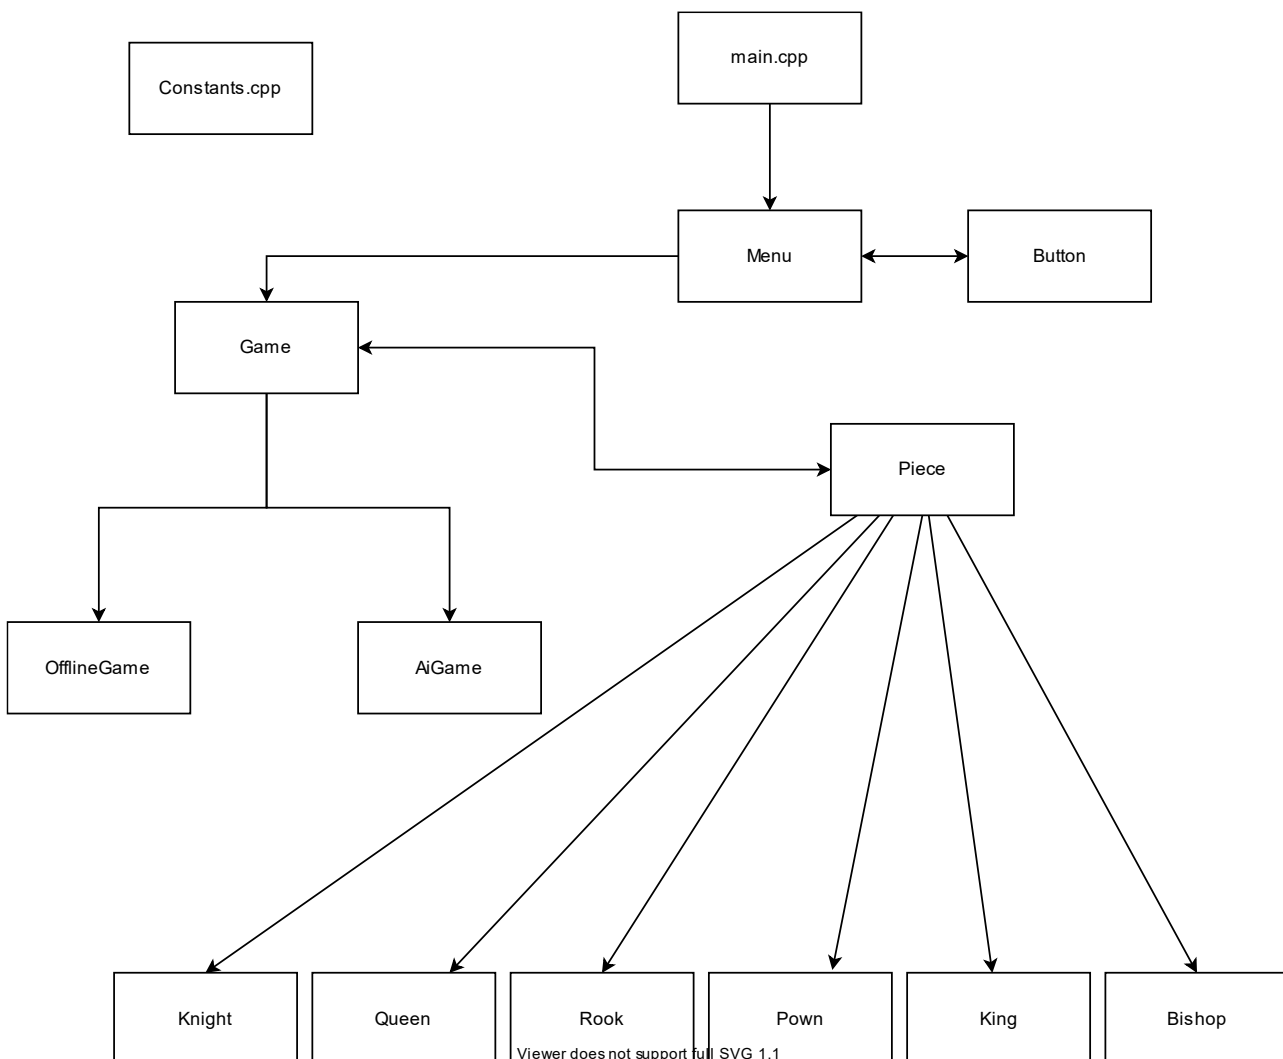 main.cpp
Constants.cpp
Menu
Button
Game
Piece
OfflineGame
AiGame
Knight
Queen
Rook
Pown
King
Bishop
Viewer does not support full SVG 1.1